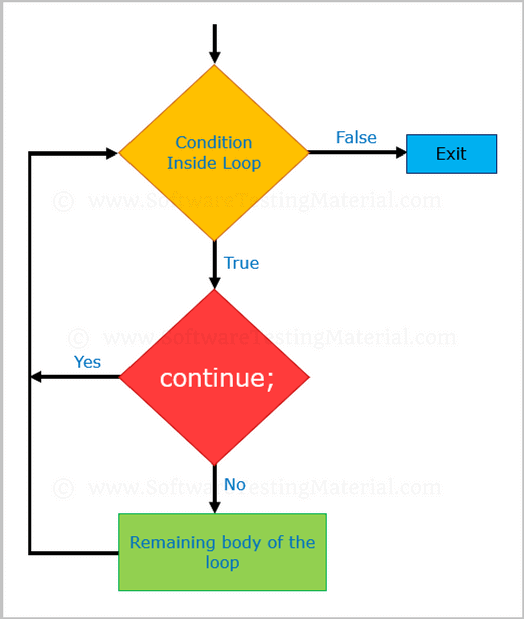 Condition
Inside Loop
False
Exit
© www.SoftwareTestingMaterial.com
True
© www.SoftwareTestingMaterial.com
Yes
continue;
No
© www.SoftwareTestingMaterial.com
Remaining body of the
loop